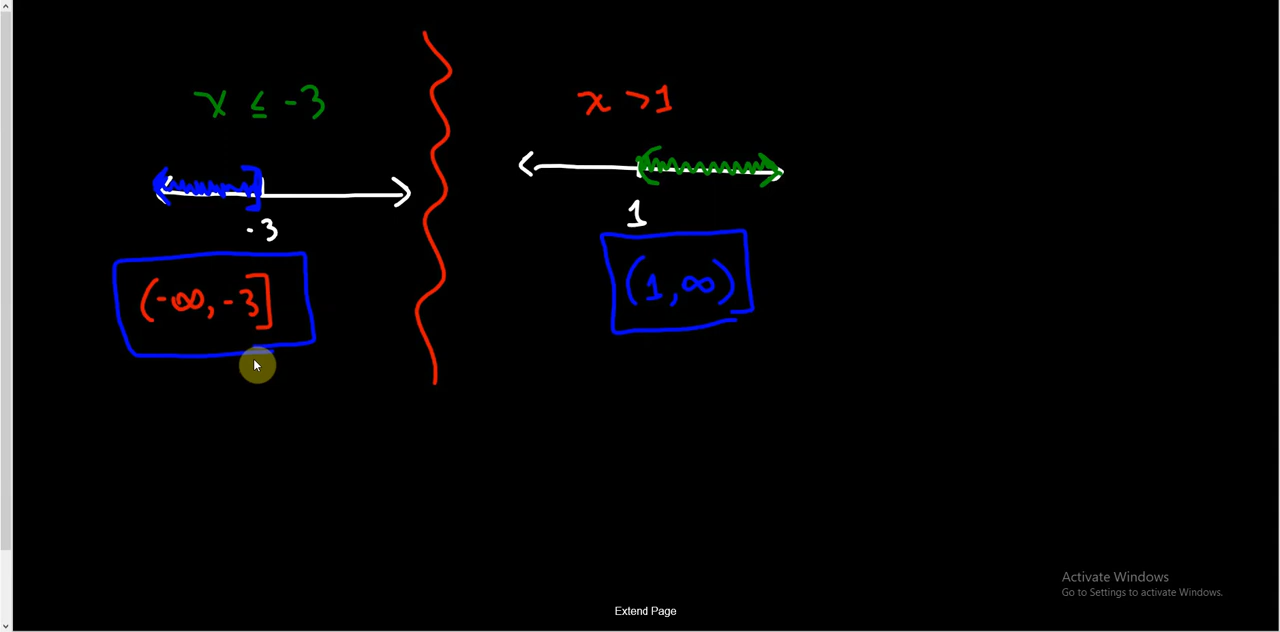 x ≤ -3
-3
(-∞, -3]
x > 1
1
(1, ∞)
Activate Windows
Go to Settings to activate Windows.
Extend Page